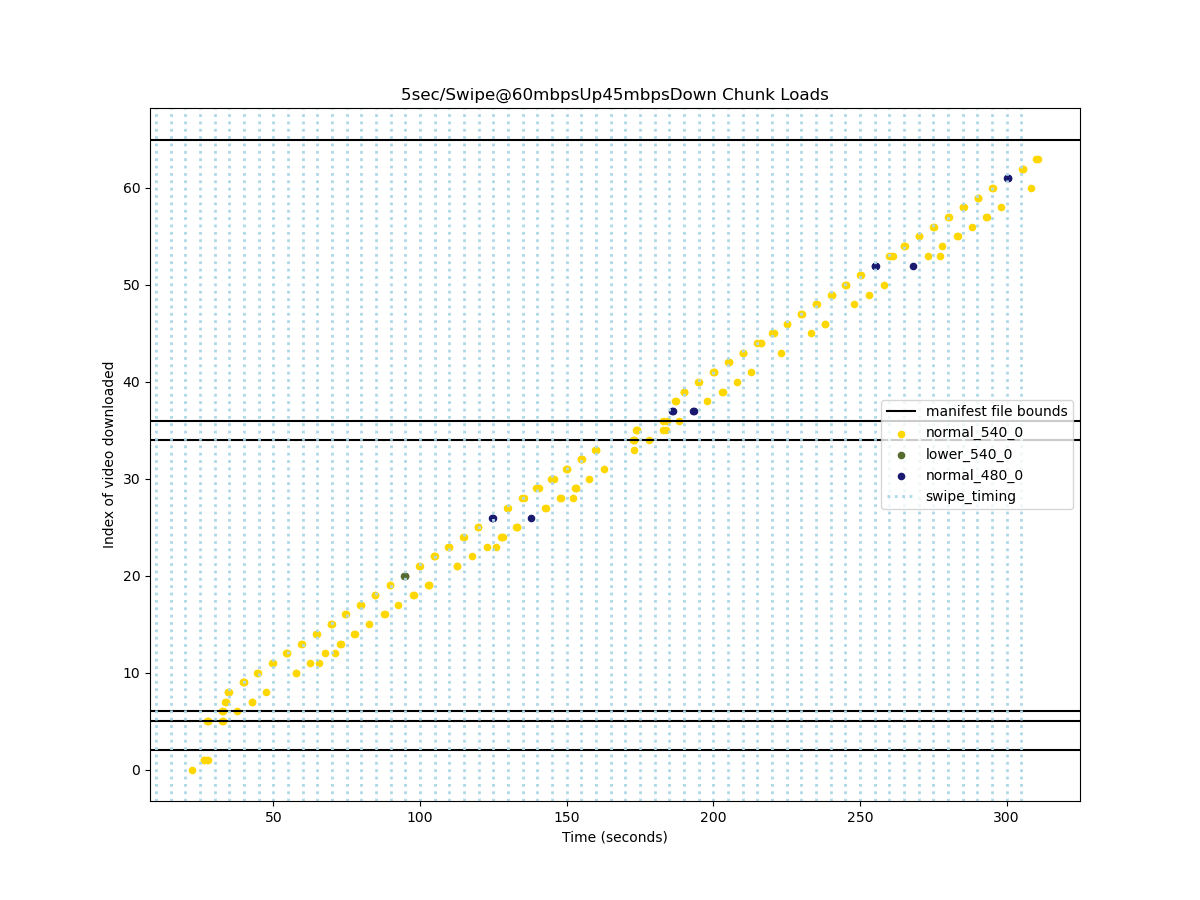 5sec/Swipe@60mbpsUp45mbpsDown Chunk Loads
Index of video downloaded
60
50
40
30
20
10
0
manifest file bounds
normal_540_0
lower_540_0
normal_480_0
swipe_timing
50 100 150 200 250 300
Time (seconds)